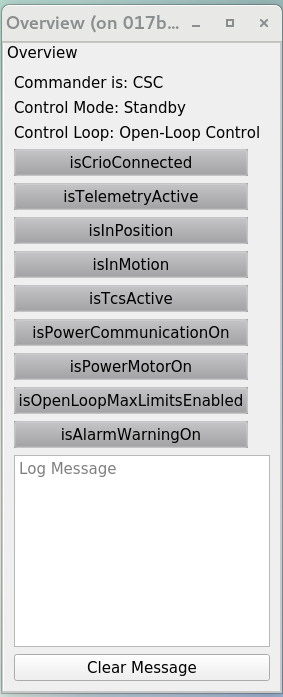 Overview (on 017b...
Overview
Commander is: CSC
Control Mode: Standby
Control Loop: Open-Loop Control
isCrioConnected
isTelemetryActive
isInPosition
isInMotion
isTcsActive
isPowerCommunicationOn
isPowerMotorOn
isOpenLoopMaxLimitsEnabled
isAlarmWarningOn
Log Message
Clear Message